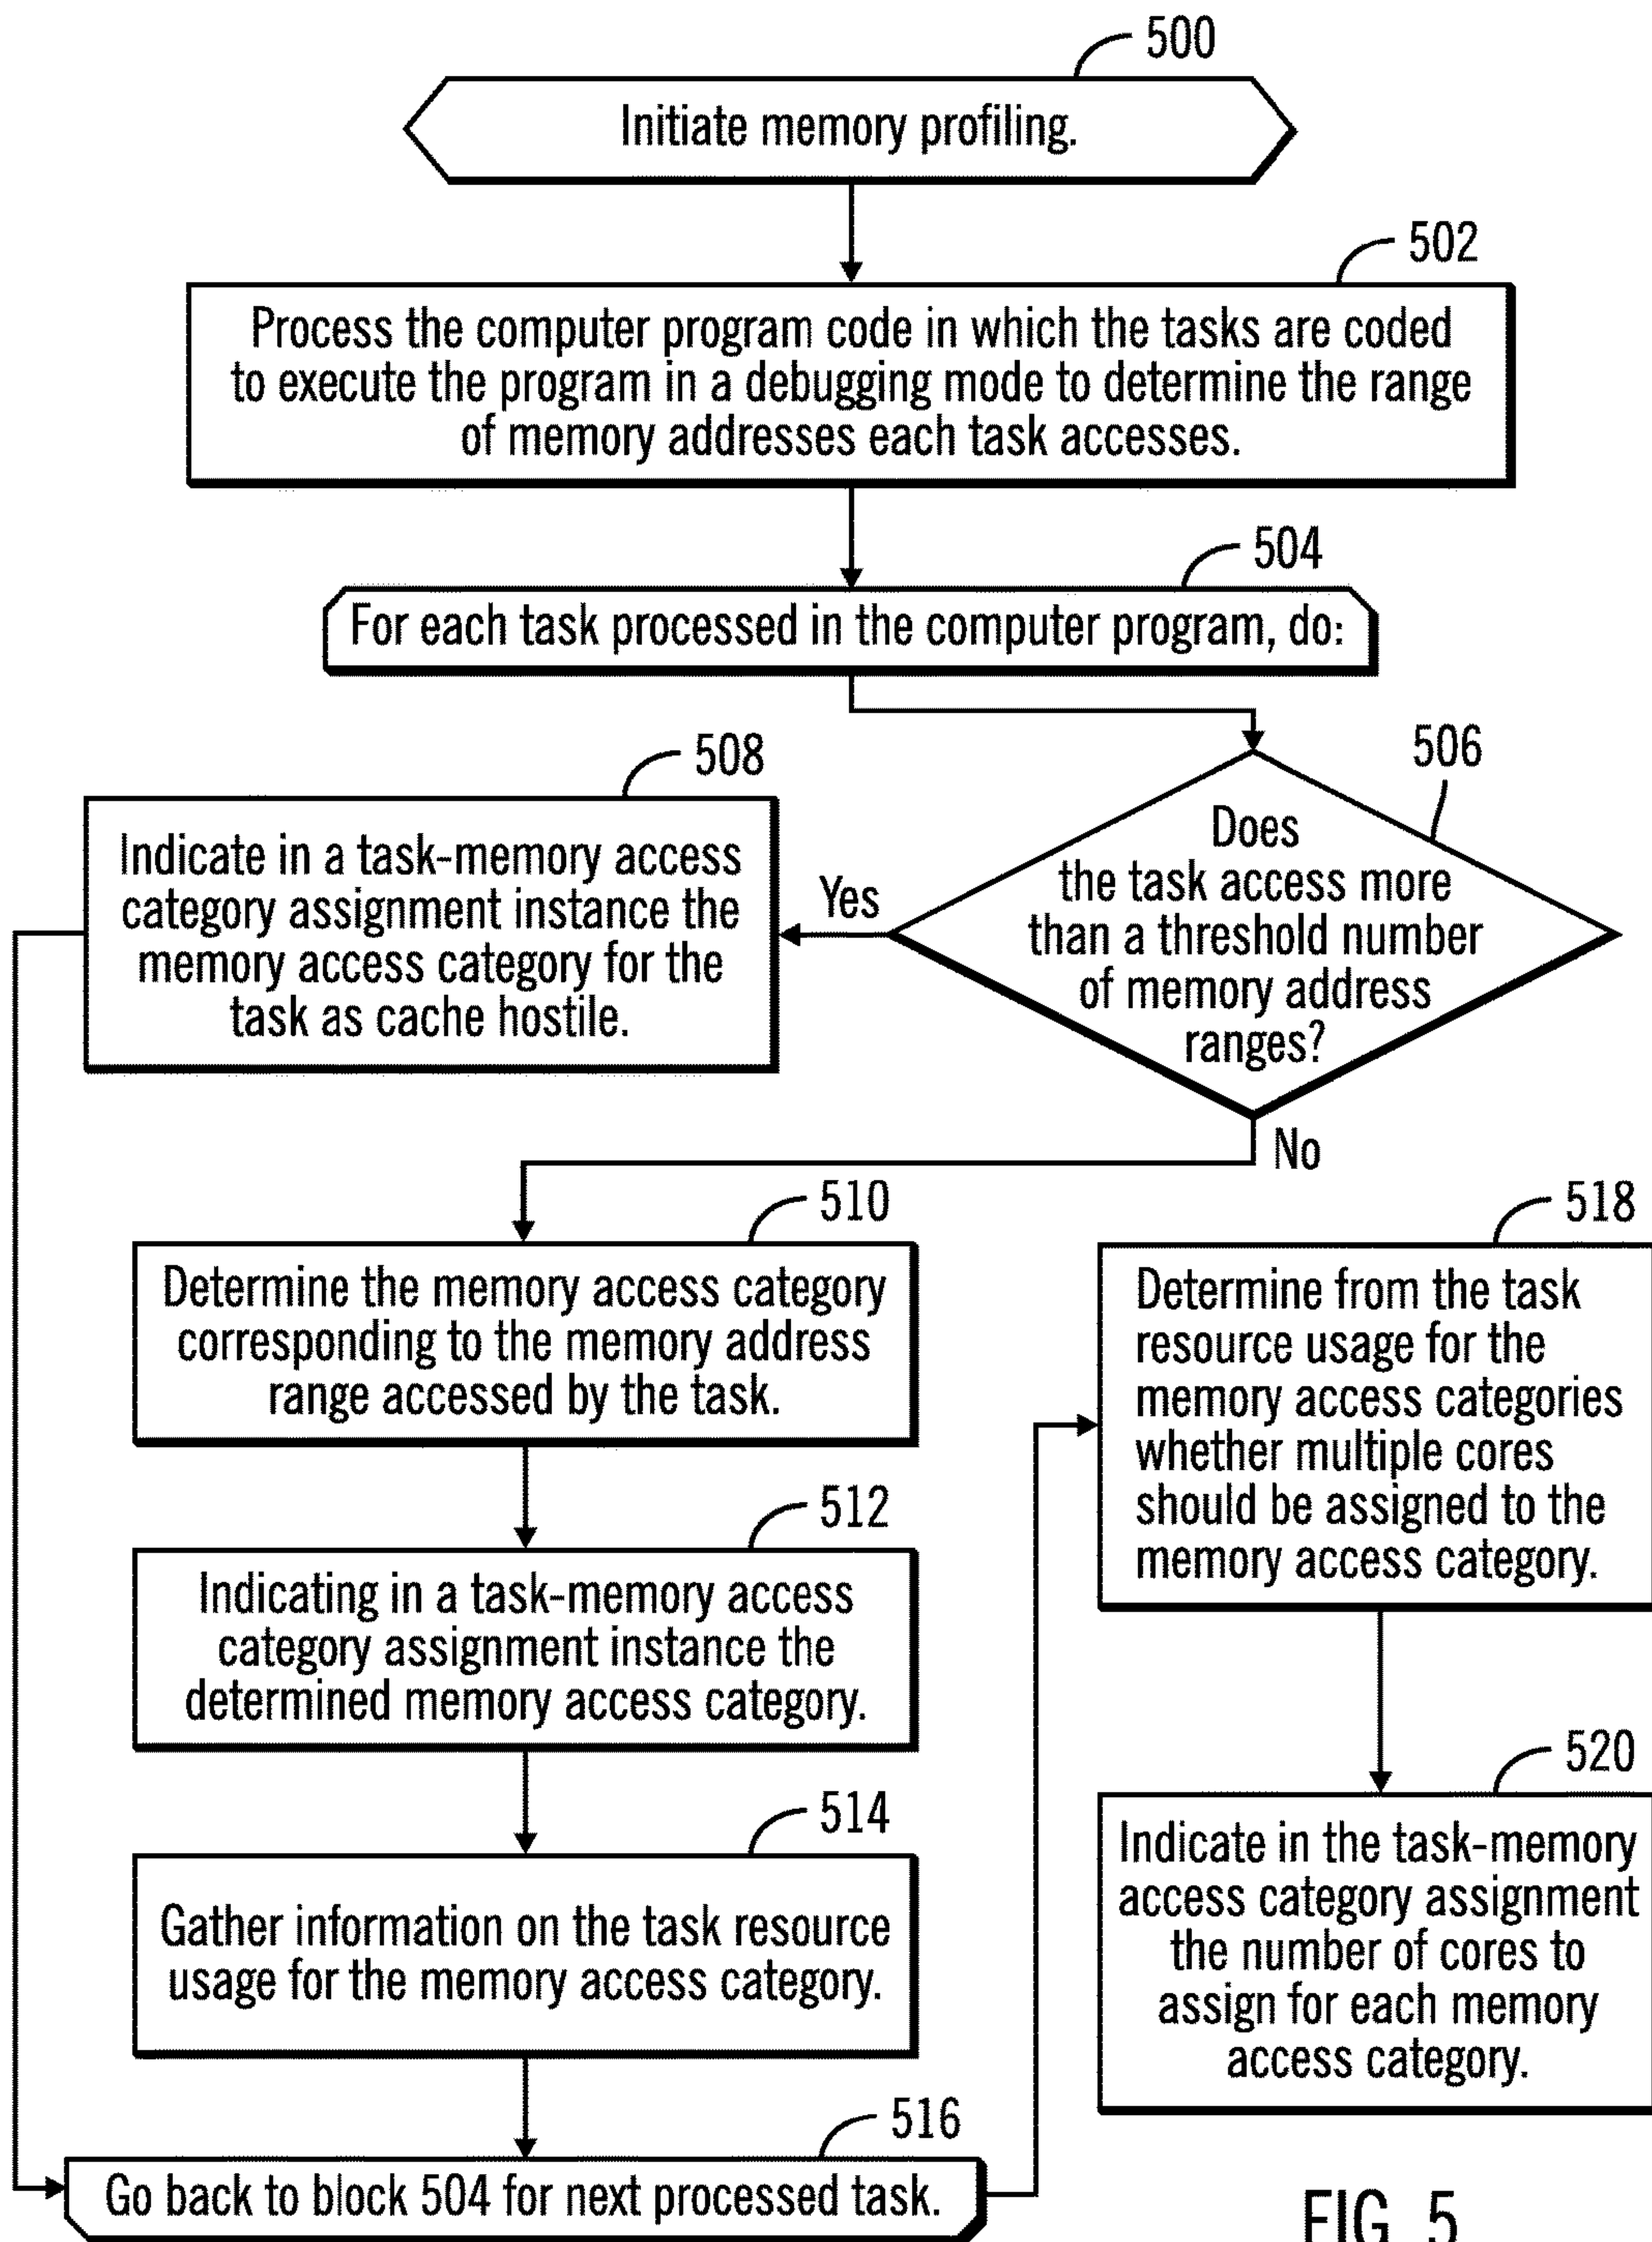 500
Initiate memory profiling.
502
Process the computer program code in which the tasks are coded
to execute the program in a debugging mode to determine the range
of memory addresses each task accesses.
504
For each task processed in the computer program, do:
506
Does
the task access more
than a threshold number
of memory address
ranges?
Yes
508
Indicate in a task-memory access
category assignment instance the
memory access category for the
task as cache hostile.
No
510
Determine the memory access category
corresponding to the memory address
range accessed by the task.
512
Indicating in a task-memory access
category assignment instance the
determined memory access category.
514
Gather information on the task resource
usage for the memory access category.
516
Go back to block 504 for next processed task.
518
Determine from the task
resource usage for the
memory access categories
whether multiple cores
should be assigned to the
memory access category.
520
Indicate in the task-memory
access category assignment
the number of cores to
assign for each memory
access category.
FIG. 5